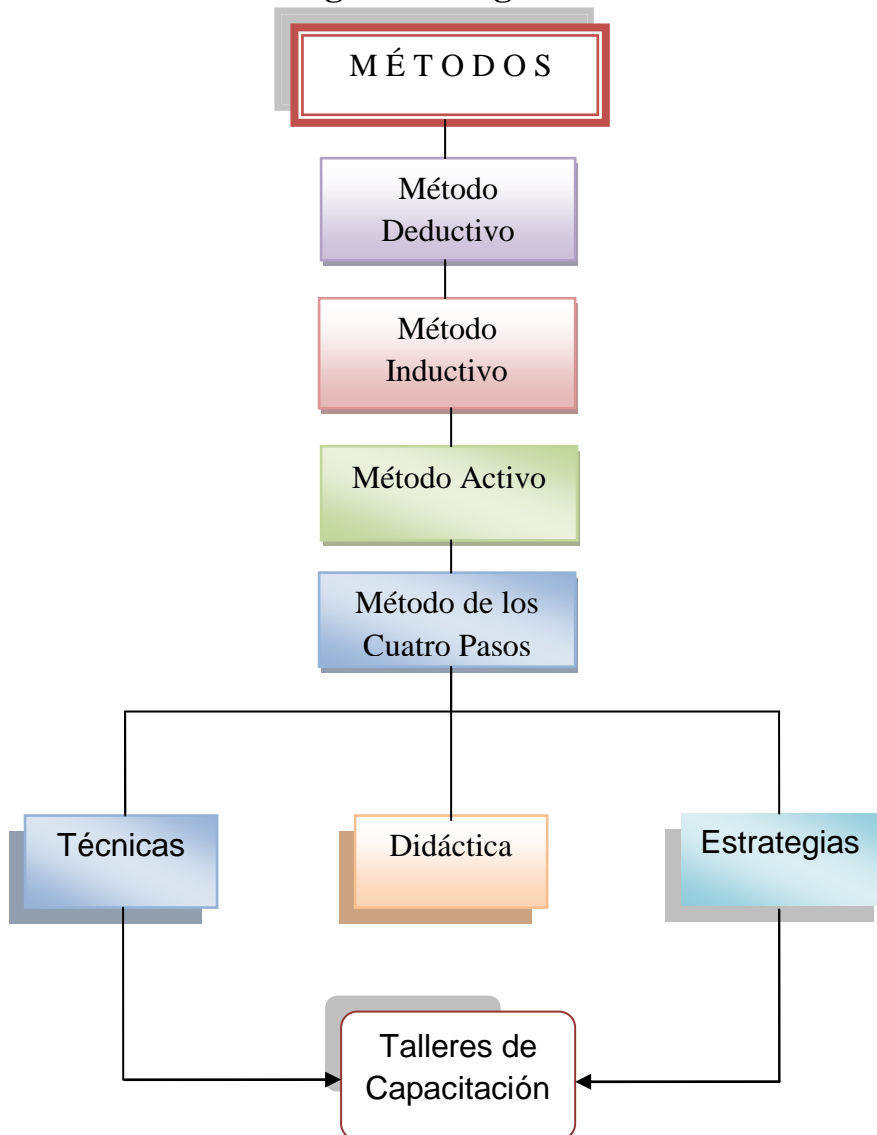 M É T O D O S
Método
Deductivo
Método
Inductivo
Método Activo
Método de los
Cuatro Pasos
Técnicas
Didáctica
Estrategias
Talleres de
Capacitación